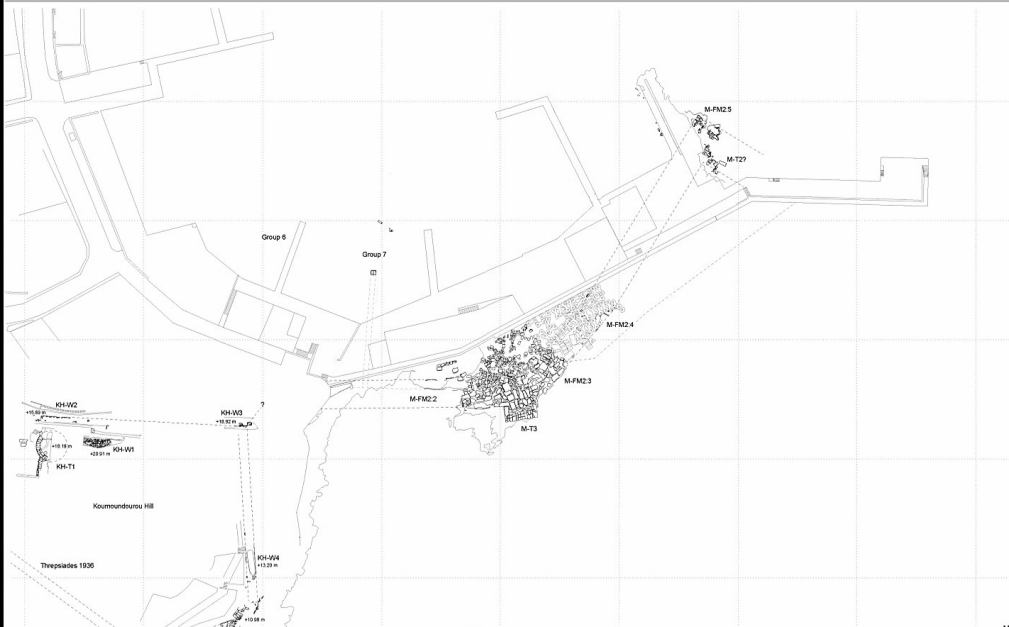 M-FM2:5
M-T2?
Group 6
Group 7
M-FM2:4
M-FM2:3
M-FM2:2
M-T3
KH-W2
+15.89 m
KH-W3
?
+18.92 m
+18.19 m
KH-W1
+20.91 m
KH-T1
Koumoundourou Hill
KH-W4
+13.29 m
Threpsiades 1936
+10.98 m